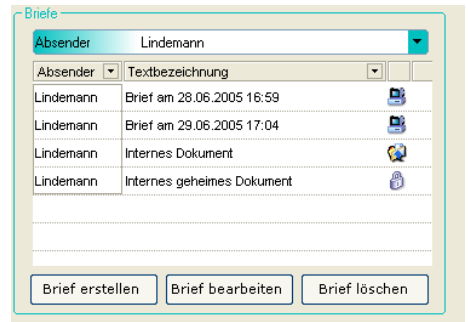 Briefe
Absender Lindemann
Absender Textbezeichnung
Lindemann Brief am 28.06.2005 16:59
Lindemann Brief am 29.06.2005 17:04
Lindemann Internes Dokument
Lindemann Internes geheimes Dokument
Brief erstellen Brief bearbeiten Brief löschen